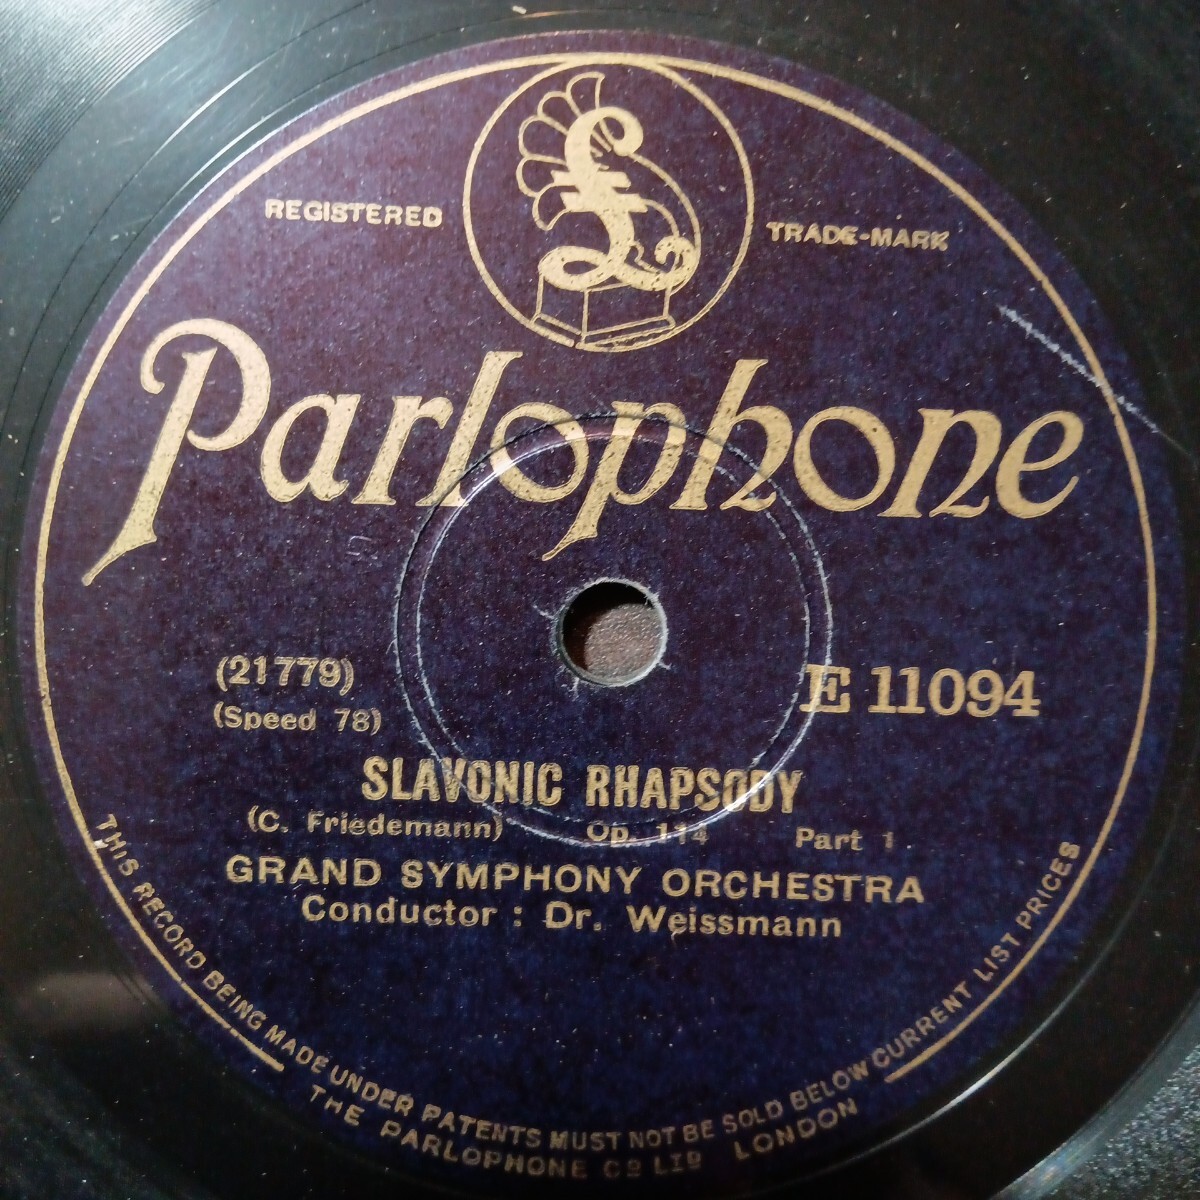 £
REGISTERED TRADE-MARK
Parlophone
(21779) E 11094
(Speed 78)
SLAVONIC RHAPSODY
(C. Friedemann) Op. 114 Part 1
GRAND SYMPHONY ORCHESTRA
Conductor : Dr. Weissmann
THIS RECORD BEING MADE UNDER PATENTS MUST NOT BE SOLD BELOW CURRENT LIST PRICES
THE PARLOPHONE CO LTD LONDON